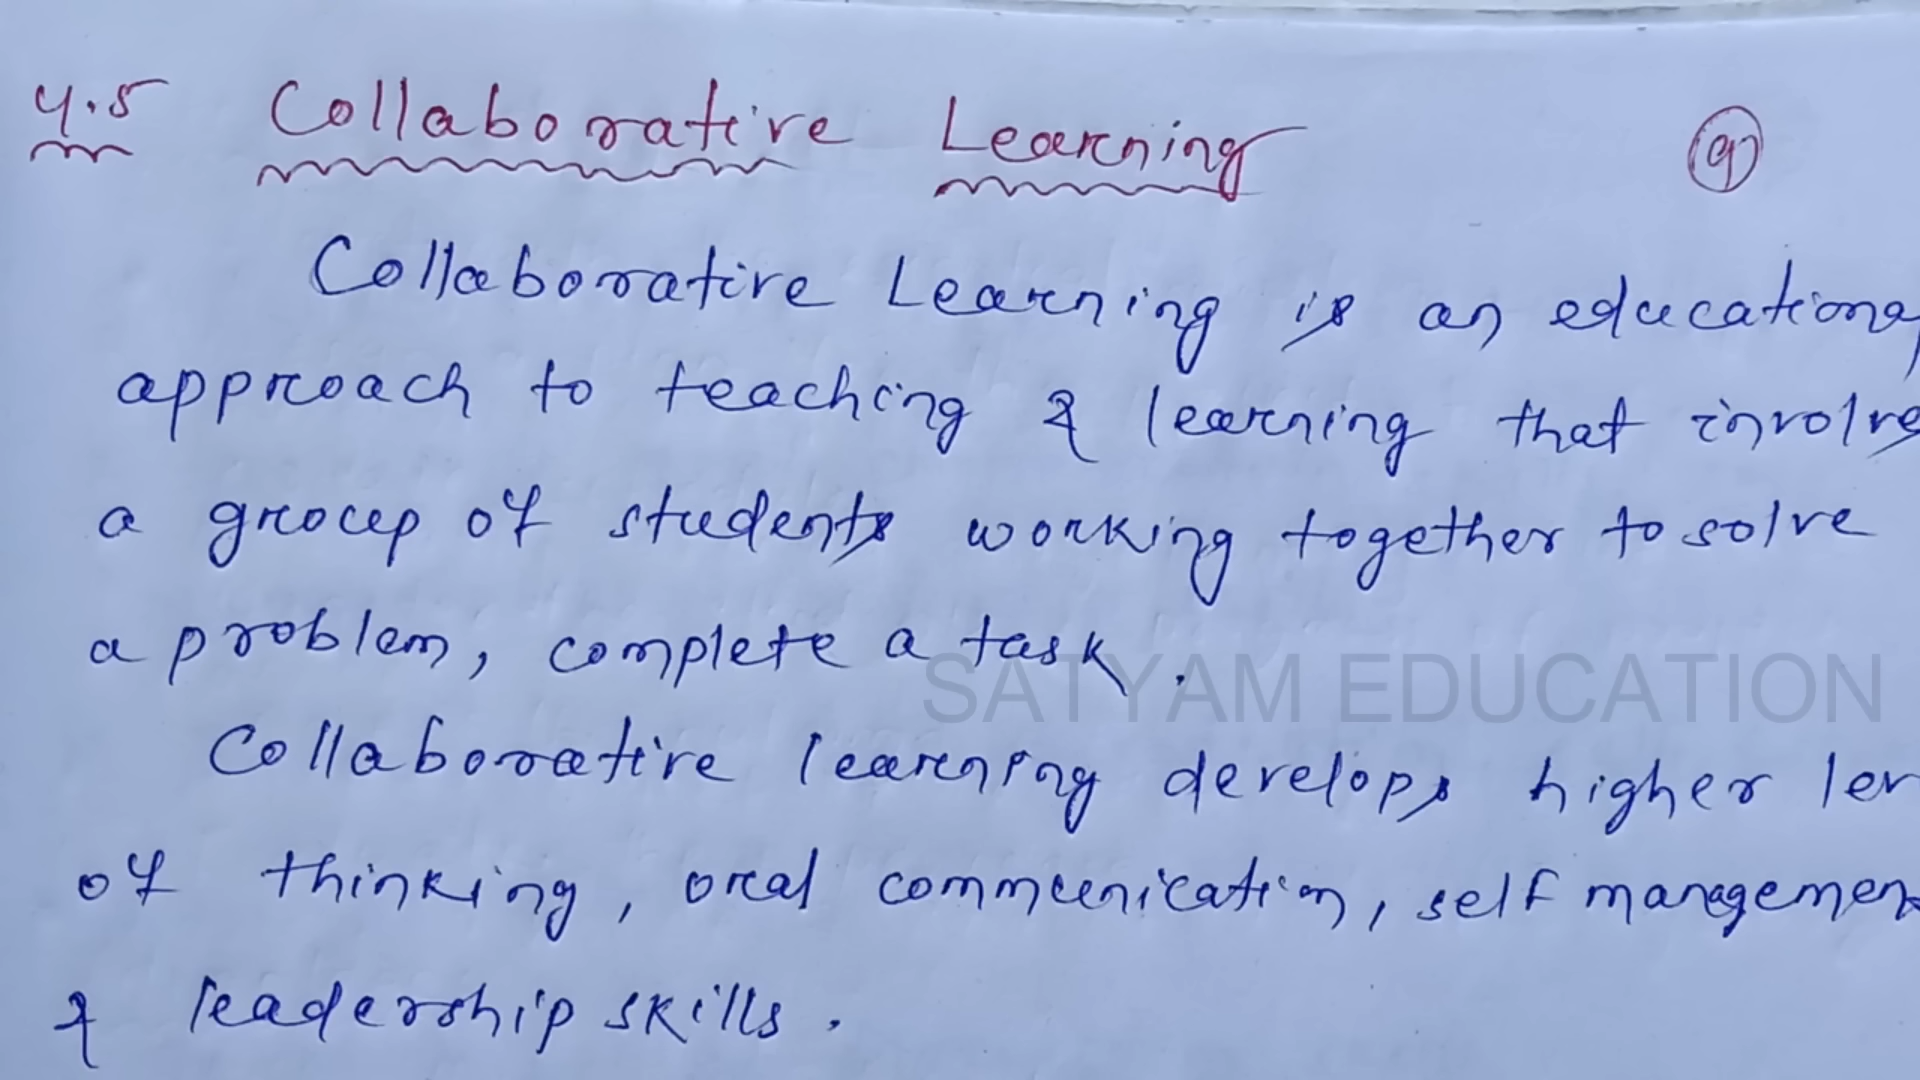 4.5 Collaborative Learning 9
Collaborative Learning is an educationa
approach to teaching & learning that involve
a group of students working together to solve
a problem, complete a task.
SATYAM EDUCATION
Collaborative learning develops higher lev
of thinking, oral communication, self managemen
& leadership skills.